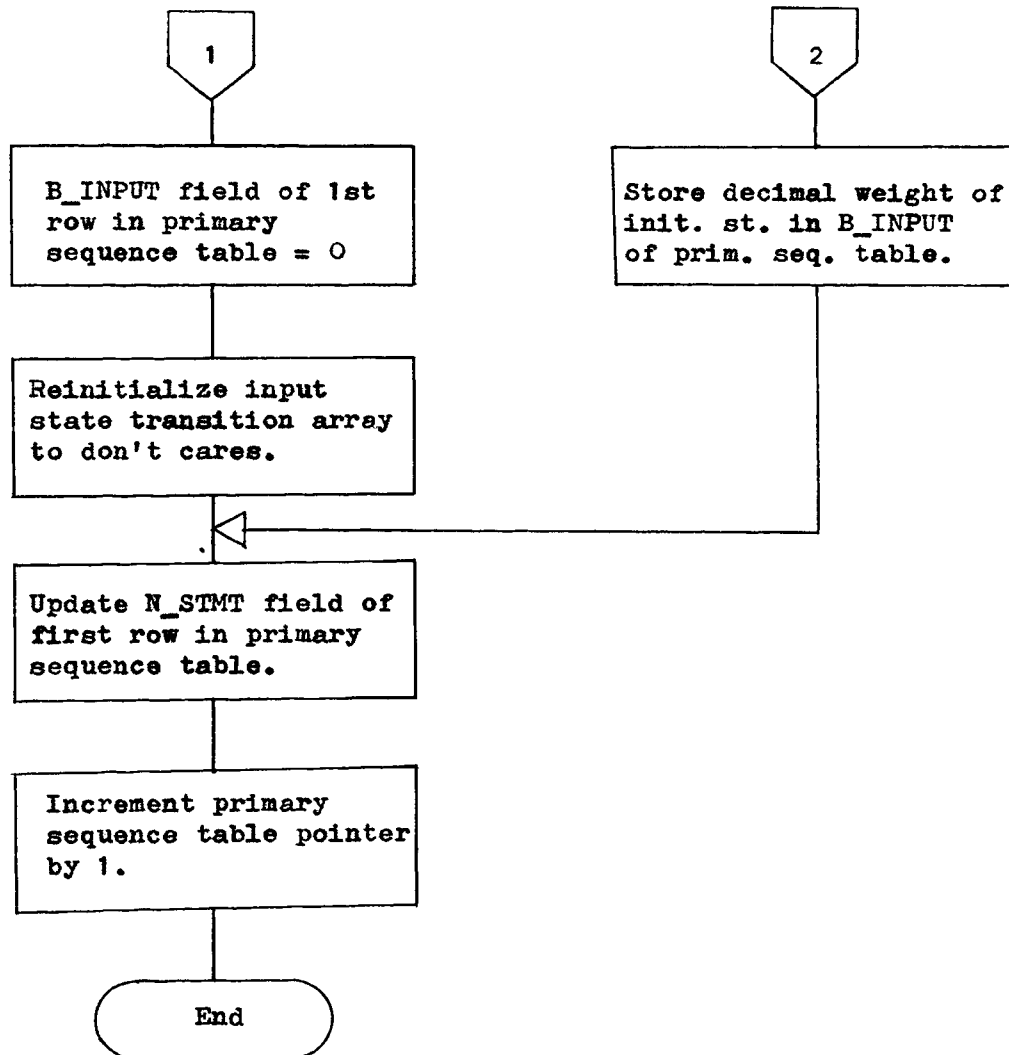 1
B_INPUT field of 1st
row in primary
sequence table = 0
Reinitialize input
state transition array
to don't cares.
2
Store decimal weight of
init. st. in B_INPUT
of prim. seq. table.
Update N_STMT field of
first row in primary
sequence table.
Increment primary
sequence table pointer
by 1.
End